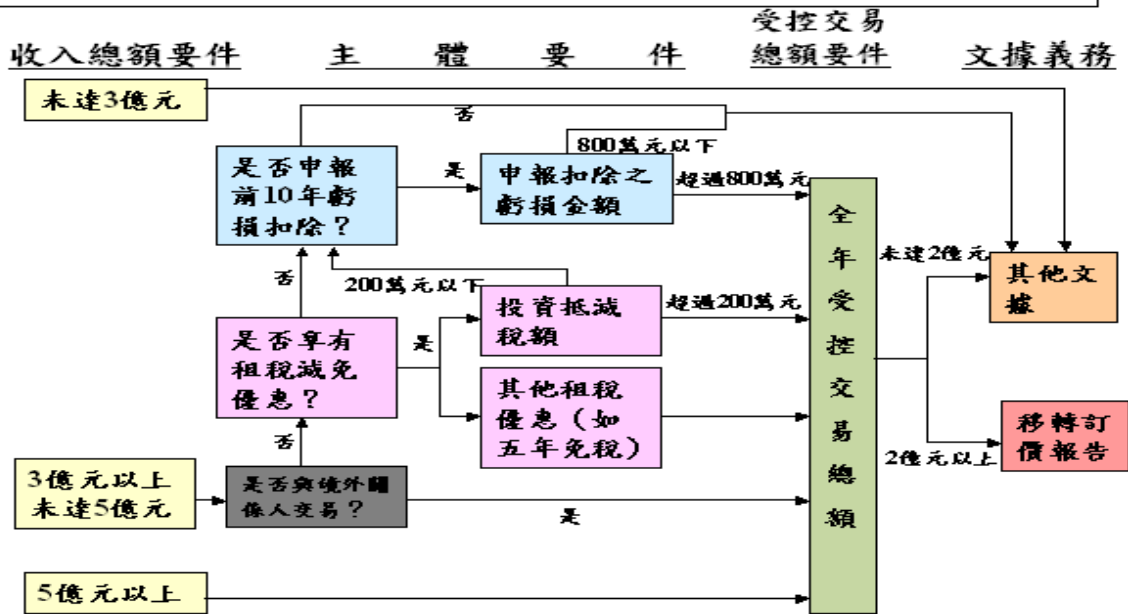 受控交易
收入總額要件 主體要件 總額要件 文據義務
未達3億元
否
800萬元以下
是否申報
前10年虧
損扣除？
是
申報扣除之
虧損金額
超過800萬元
全年受控交易總額
未達2億元
其他文
據
否
200萬元以下
投資抵減
稅額
超過200萬元
是否享有
租稅減免
優惠？
是
其他租稅
優惠（如
五年免稅）
移轉訂
價報告
2億元以上
否
3億元以上
未達5億元
是否與境外關
係人交易？
是
5億元以上